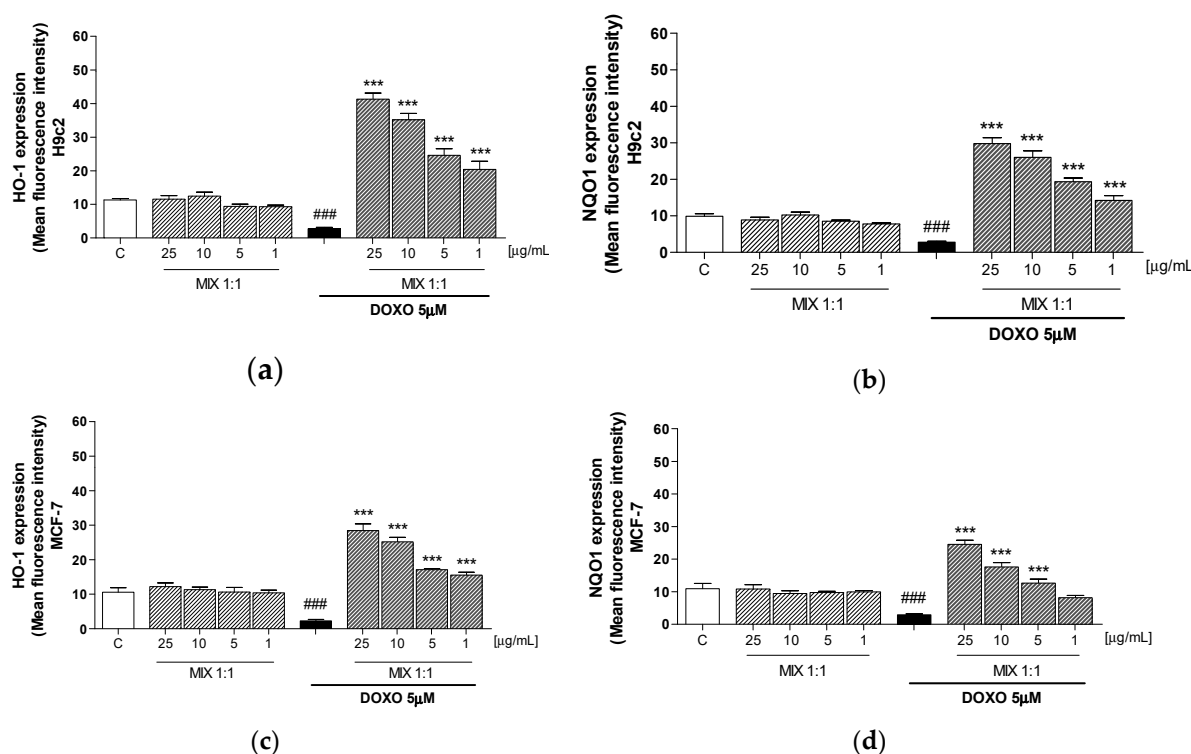 HO-1 expression
(Mean fluorescence intensity)
H9c2
60
50
40
30
20
10
0
###
***
***
***
***
C
25
10
5
1
25
10
5
1
[µg/mL
MIX 1:1
MIX 1:1
DOXO 5µM
(a)
NQO1 expression
(Mean fluorescence intensity)
H9c2
60
50
40
30
20
10
0
###
***
***
***
***
C
25
10
5
1
25
10
5
1
[µg/mL
MIX 1:1
MIX 1:1
DOXO 5µM
(b)
HO-1 expression
(Mean fluorescence intensity)
MCF-7
60
50
40
30
20
10
0
###
***
***
***
***
C
25
10
5
1
25
10
5
1
[µg/mL]
MIX 1:1
MIX 1:1
DOXO 5µM
(c)
NQO1 expression
(Mean fluorescence intensity)
MCF-7
60
50
40
30
20
10
0
###
***
***
***
C
25
10
5
1
25
10
5
1
[µg/mL]
MIX 1:1
MIX 1:1
DOXO 5µM
(d)